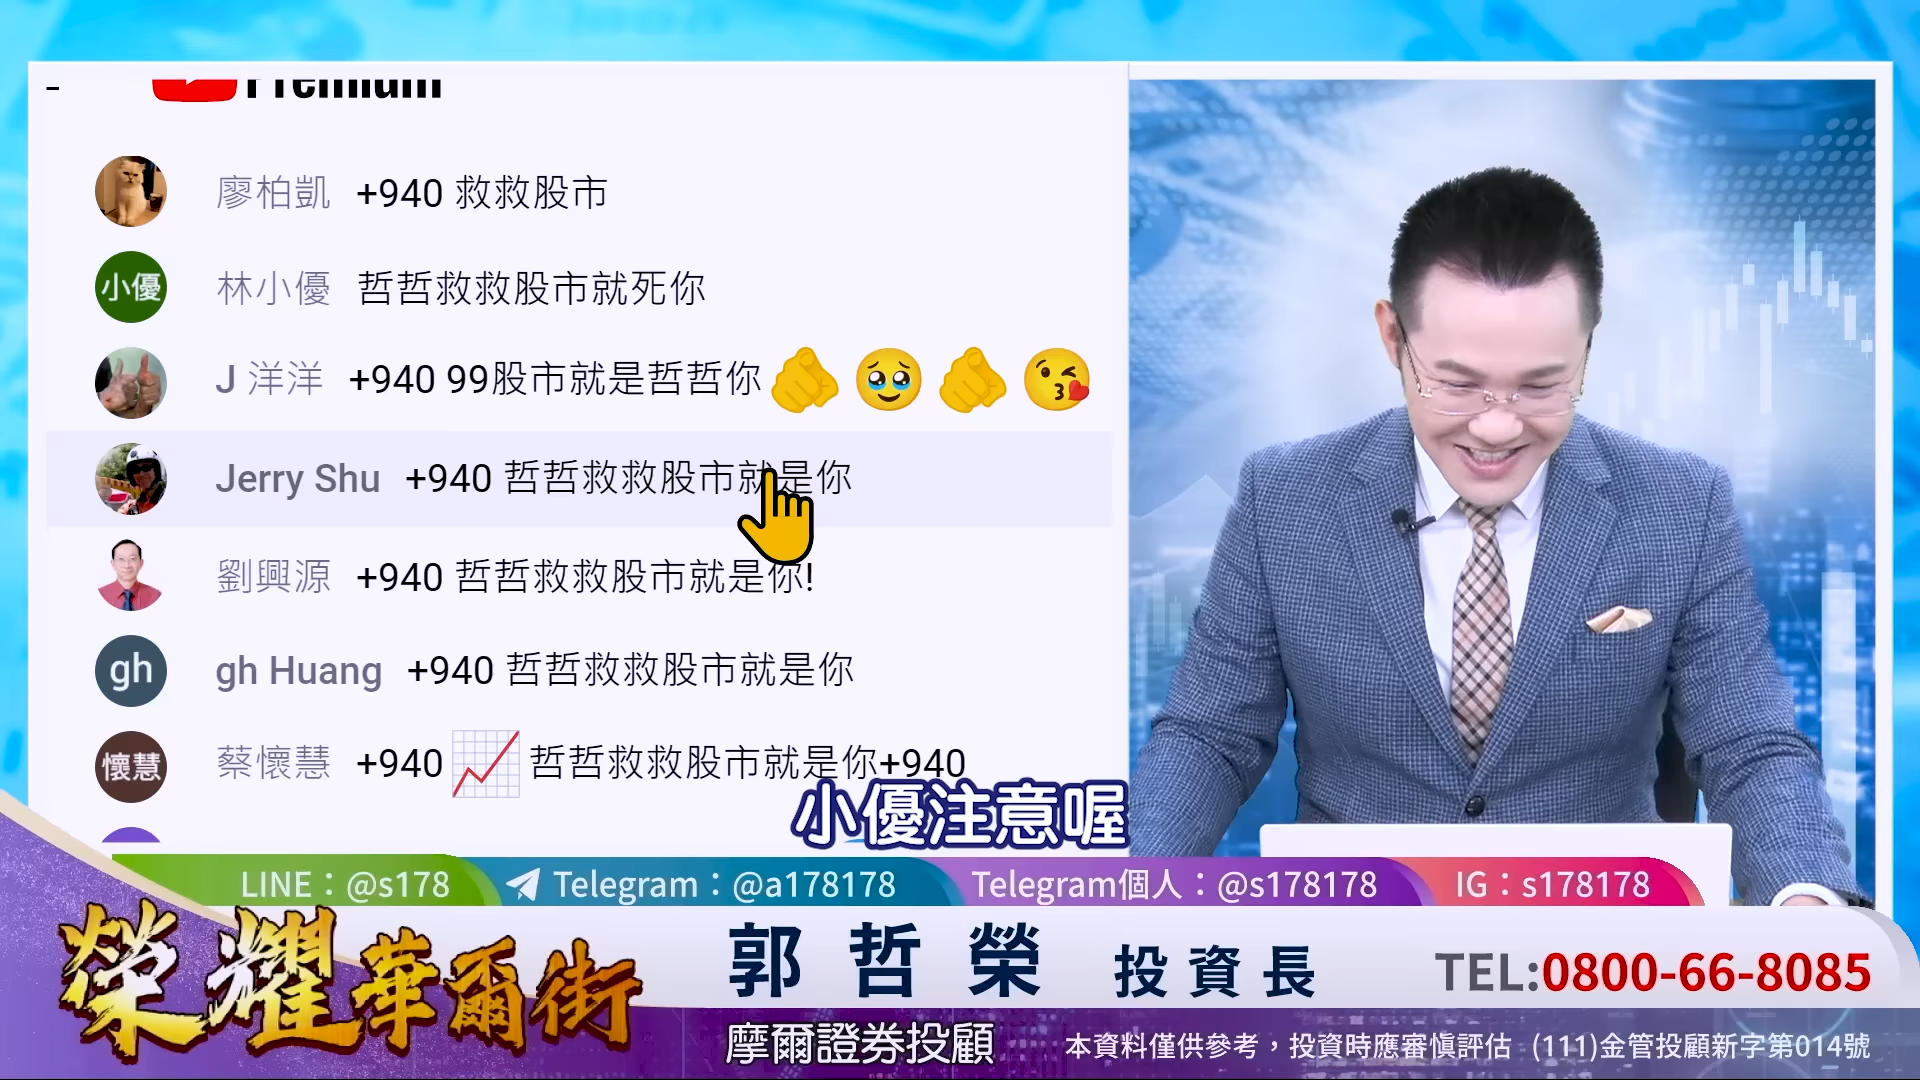 Premium
廖柏凱 +940 救救股市
小優 林小優 哲哲救救股市就死你
J 洋洋 +940 99股市就是哲哲你🫵🥹🫵😘
Jerry Shu +940 哲哲救救股市就是你
劉興源 +940 哲哲救救股市就是你!
gh gh Huang +940 哲哲救救股市就是你
懷慧 蔡懷慧 +940 📈 哲哲救救股市就是你+940
小優注意喔
LINE：@s178 Telegram：@a178178 Telegram個人：@s178178 IG：s178178
榮耀華爾街
郭哲榮 投資長 TEL:0800-66-8085
摩爾證券投顧 本資料僅供參考，投資時應審慎評估 (111)金管投顧新字第014號